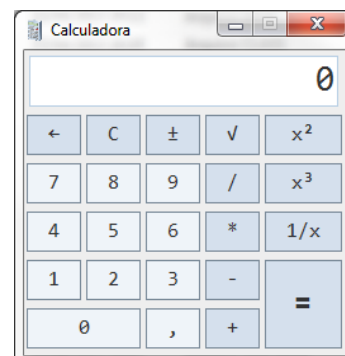 Calculadora
0
← C ± √ x²
7 8 9 / x³
4 5 6 * 1/x
1 2 3 - =
0 , +